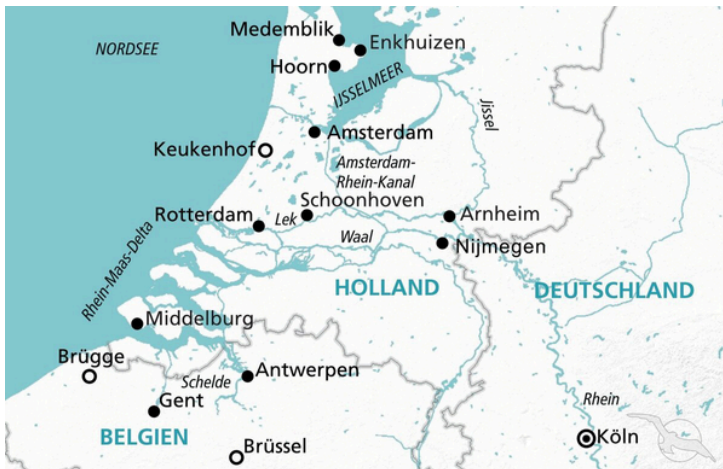 Medemblik
NORDSEE
Enkhuizen
Hoorn
IJSSELMEER
Ijssel
Amsterdam
Keukenhof
Amsterdam-
Rhein-Kanal
Schoonhoven
Rotterdam
Lek
Arnheim
Waal
Nijmegen
Rhein-Maas-Delta
HOLLAND
DEUTSCHLAND
Middelburg
Brügge
Antwerpen
Schelde
Gent
Rhein
BELGIEN
Köln
Brüssel